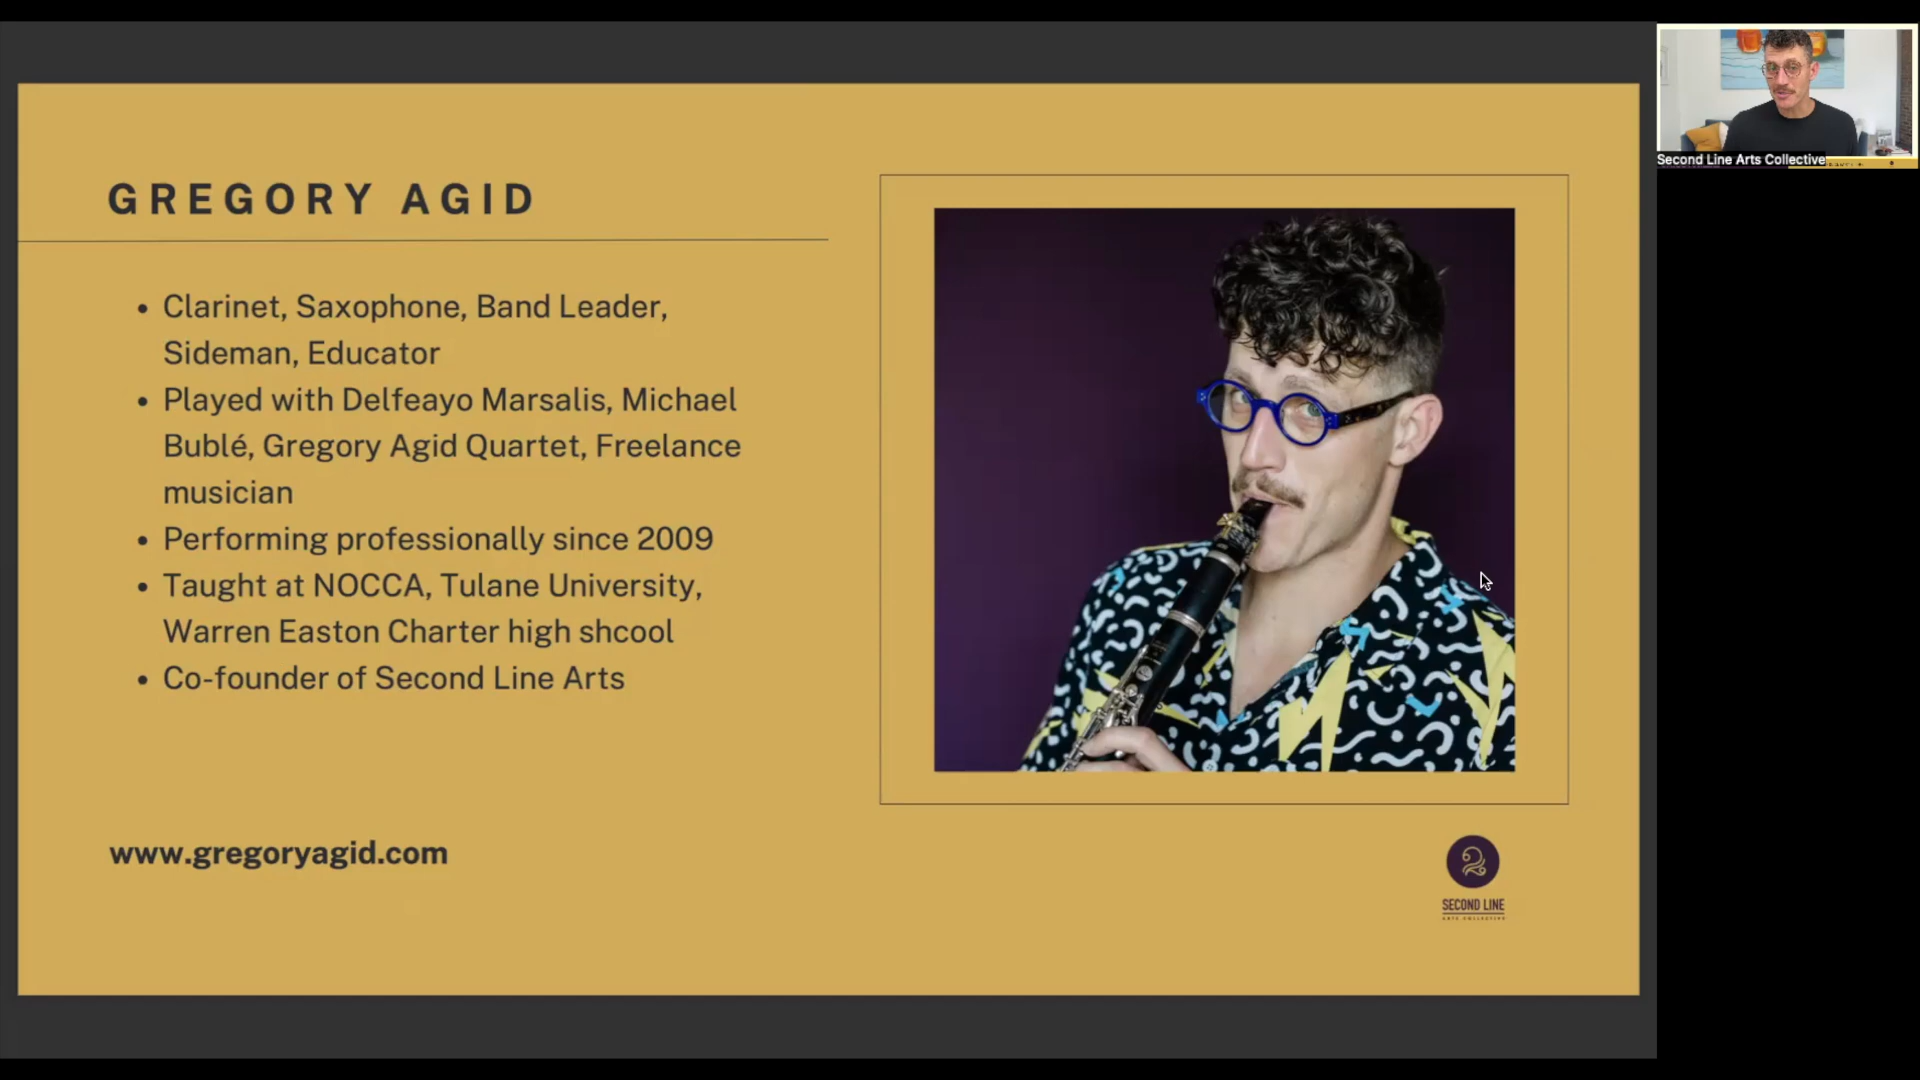 GREGORY AGID
• Clarinet, Saxophone, Band Leader,
Sideman, Educator
• Played with Delfeayo Marsalis, Michael
Bublé, Gregory Agid Quartet, Freelance
musician
• Performing professionally since 2009
• Taught at NOCCA, Tulane University,
Warren Easton Charter high shcool
• Co-founder of Second Line Arts
www.gregoryagid.com
SECOND LINE
ARTS COLLECTIVE
Second Line Arts Collective